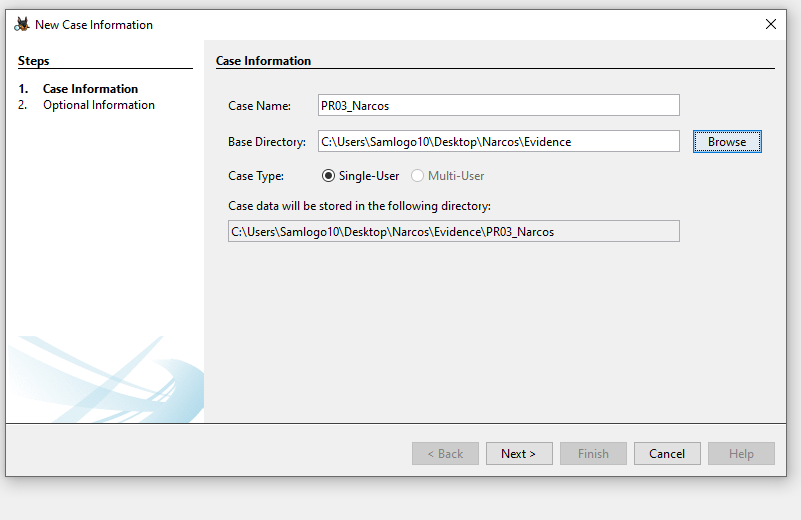 New Case Information
Steps
1. Case Information
2. Optional Information
Case Information
Case Name: PR03_Narcos
Base Directory: C:\Users\Samlogo10\Desktop\Narcos\Evidence Browse
Case Type: Single-User Multi-User
Case data will be stored in the following directory:
C:\Users\Samlogo10\Desktop\Narcos\Evidence\PR03_Narcos
< Back Next > Finish Cancel Help